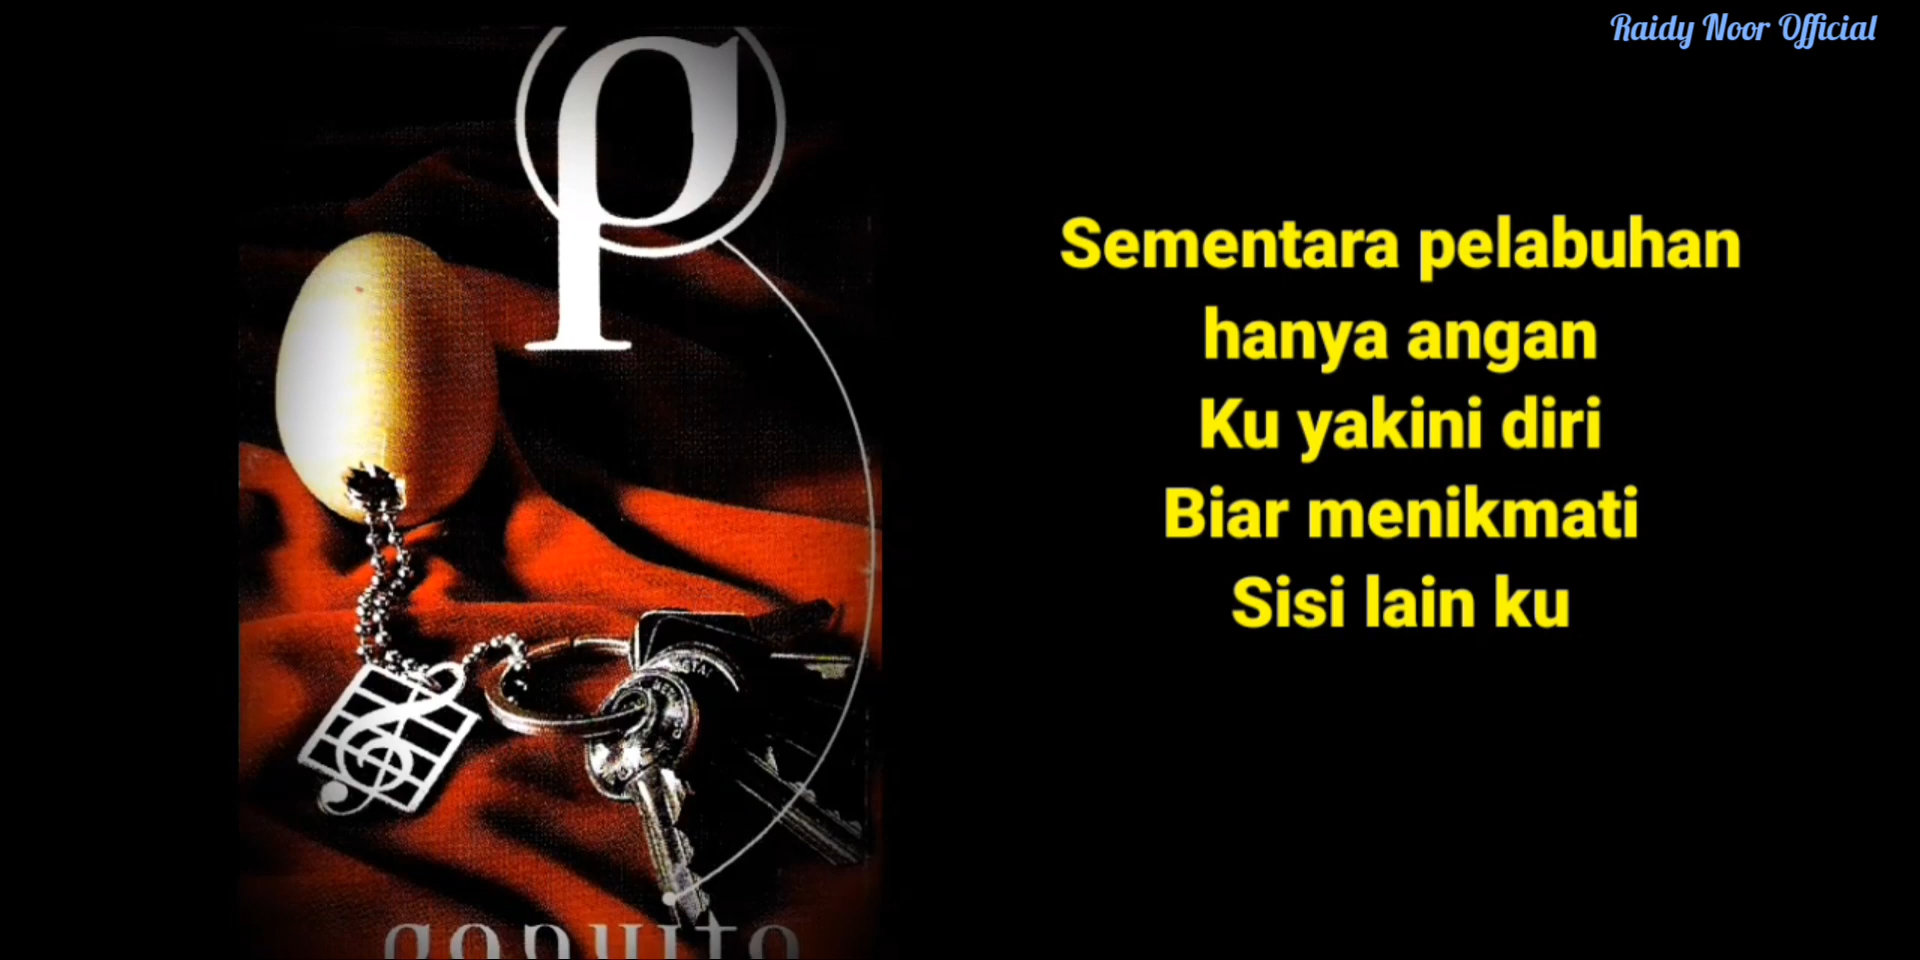 Raidy Noor Official
Sementara pelabuhan
hanya angan
Ku yakini diri
Biar menikmati
Sisi lain ku